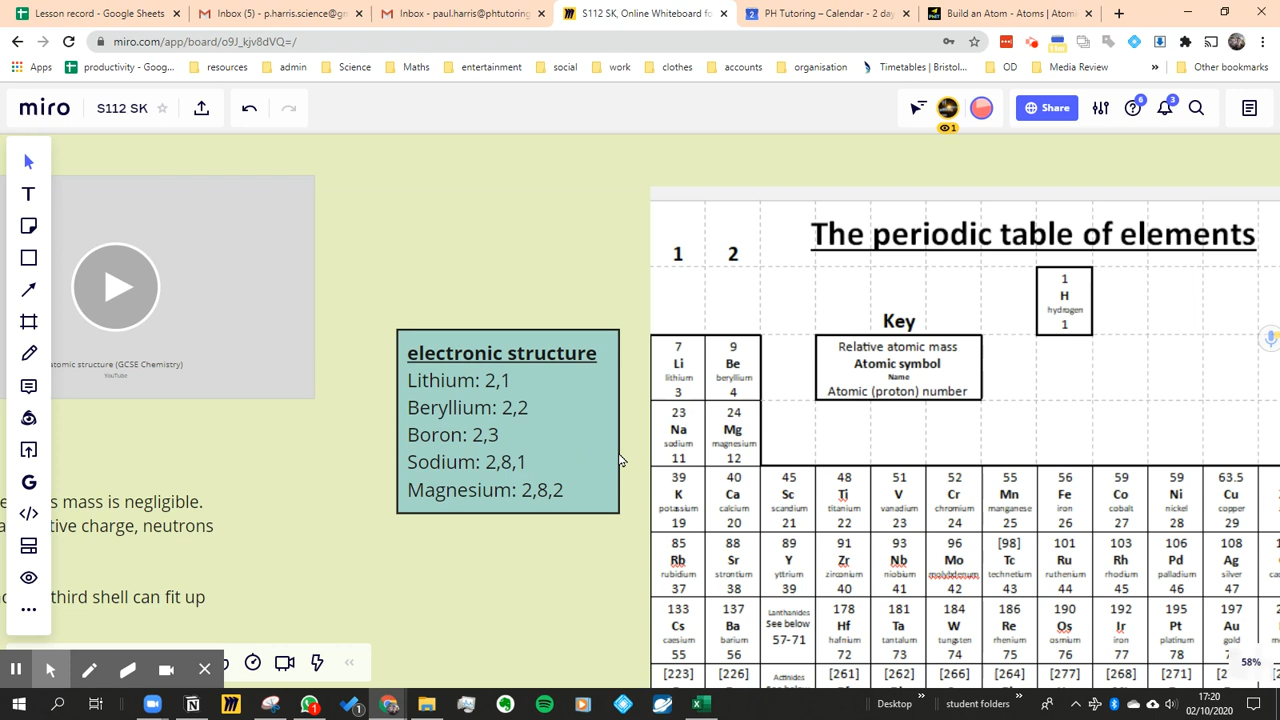 Lesson record - Google Sheets
Inbox (5) - p.harris.science@gm
Inbox - paul.harris@phtutoring
S112 SK, Online Whiteboard fo
PH Tutoring – Calendar - 2 day
Build an Atom - Atoms | Atomic
miro.com/app/board/o9J_kjv8dVQ=/
Apps
productivity - Goog...
resources
admin
Science
Maths
entertainment
social
work
clothes
accounts
organisation
Timetables | Bristol...
OD
Media Review
»
Other bookmarks
miro
S112 SK
Share
6
3
1
The periodic table of elements
1 2
1
H
hydrogen
1
Key
Relative atomic mass
Atomic symbol
Name
Atomic (proton) number
atomic structure (GCSE Chemistry)
YouTube
electronic structure
Lithium: 2,1
Beryllium: 2,2
Boron: 2,3
Sodium: 2,8,1
Magnesium: 2,8,2
s mass is negligible.
tive charge, neutrons
third shell can fit up
7 9
Li Be
lithium beryllium
3 4
23 24
Na Mg
sodium magnesium
11 12
39 40 45 48 51 52 55 56 59 59 63.5
K Ca Sc Ti V Cr Mn Fe Co Ni Cu
potassium calcium scandium titanium vanadium chromium manganese iron cobalt nickel copper
19 20 21 22 23 24 25 26 27 28 29
85 88 89 91 93 96 [98] 101 103 106 108
Rb Sr Y Zr Nb Mo Tc Ru Rh Pd Ag
rubidium strontium yttrium zirconium niobium molybdenum technetium ruthenium rhodium palladium silver
37 38 39 40 41 42 43 44 45 46 47
133 137 Lanthanides 178 181 184 186 190 192 195 197
Cs Ba See below Hf Ta W Re Os Ir Pt Au
caesium barium 57-71 hafnium tantalum tungsten rhenium osmium iron platinum gold
55 56 72 73 74 75 76 77 78
[223] [226] Actinides [261] [262] [266] [264] [277] [268] [271]
58%
Desktop
»
student folders
»
17:20
02/10/2020